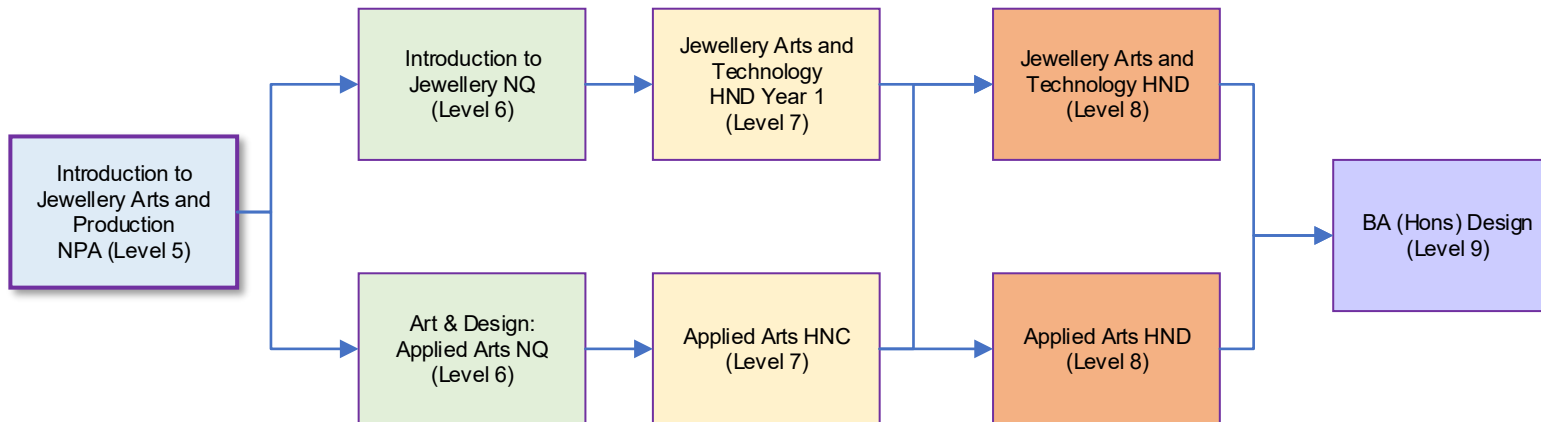 Introduction to
Jewellery Arts and
Production
NPA (Level 5)
Introduction to
Jewellery NQ
(Level 6)
Art & Design:
Applied Arts NQ
(Level 6)
Jewellery Arts and
Technology
HND Year 1
(Level 7)
Applied Arts HNC
(Level 7)
Jewellery Arts and
Technology HND
(Level 8)
Applied Arts HND
(Level 8)
BA (Hons) Design
(Level 9)